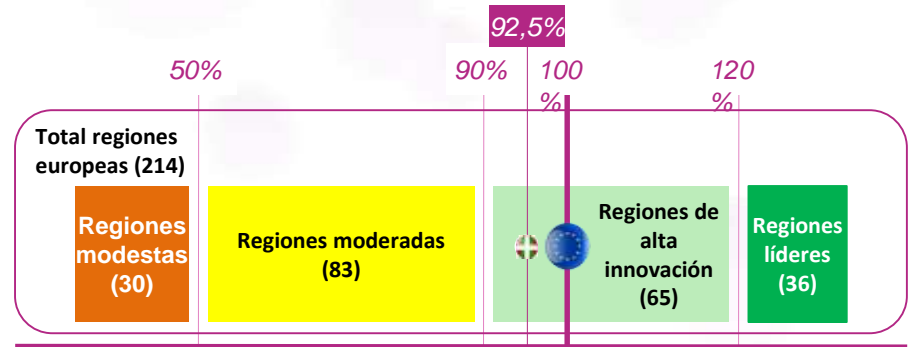 92,5%
50%
90%
100
%
120
%
Total regiones
europeas (214)
Regiones
modestas
(30)
Regiones moderadas
(83)
Regiones de
alta
innovación
(65)
Regiones
líderes
(36)